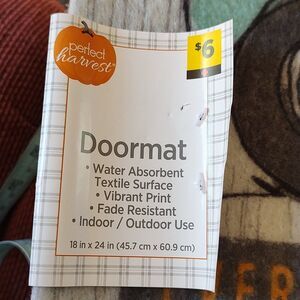 perfect
harvest
$6
Doormat
• Water Absorbent
Textile Surface
• Vibrant Print
• Fade Resistant
• Indoor / Outdoor Use
18 in x 24 in (45.7 cm x 60.9 cm)